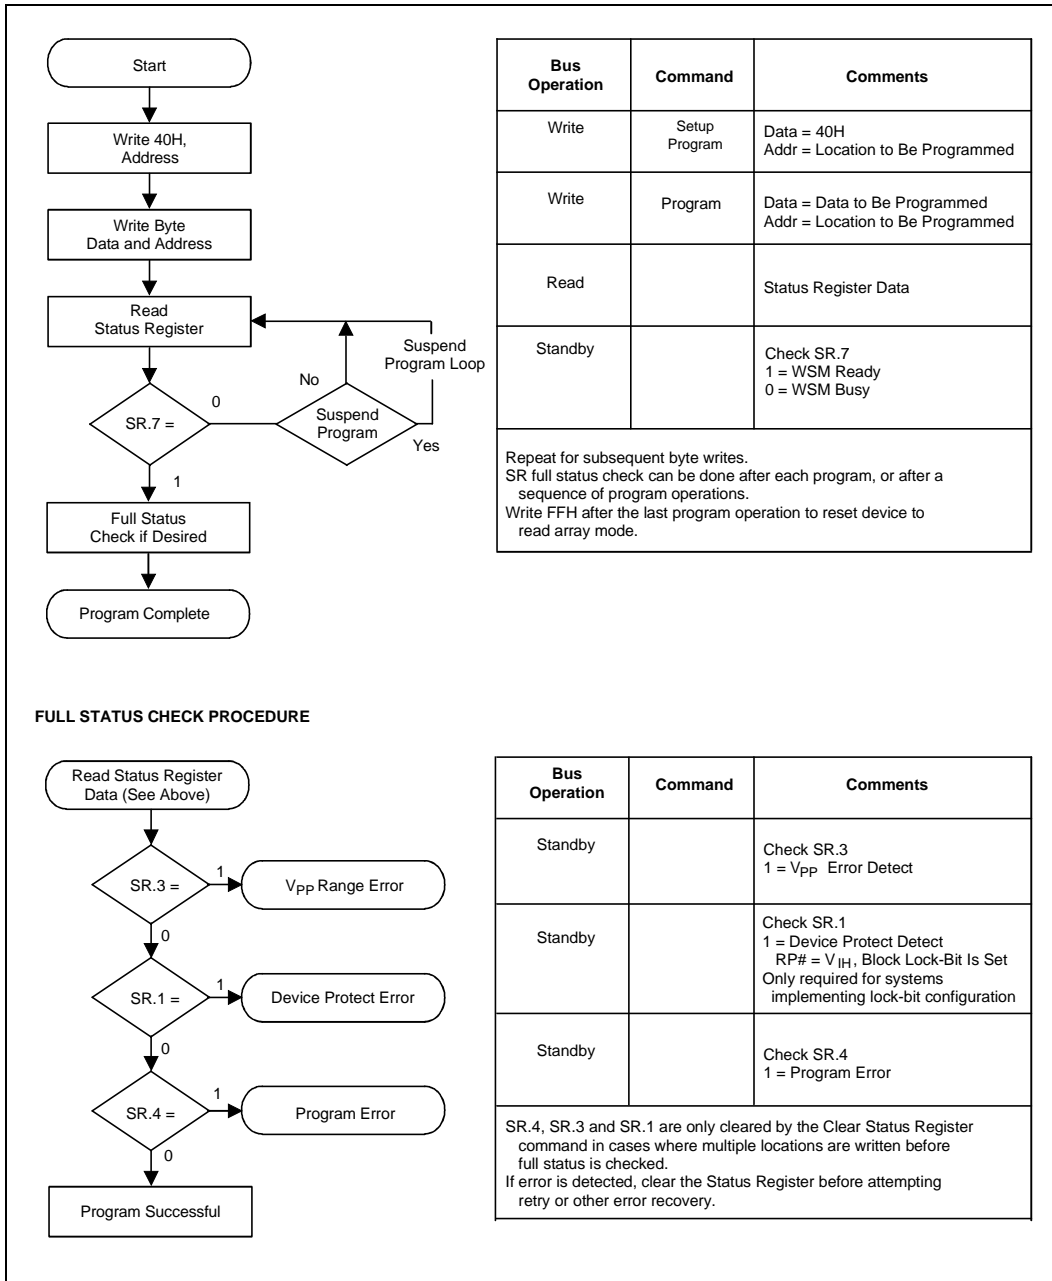 Start
Write 40H,
Address
Write Byte
Data and Address
Read
Status Register
SR.7 =
0
1
No
Suspend
Program
Yes
Suspend
Program Loop
Full Status
Check if Desired
Program Complete
Bus
Operation
Command
Comments
Write
Setup
Program
Data = 40H
Addr = Location to Be Programmed
Write
Program
Data = Data to Be Programmed
Addr = Location to Be Programmed
Read
Status Register Data
Standby
Check SR.7
1 = WSM Ready
0 = WSM Busy
Repeat for subsequent byte writes.
SR full status check can be done after each program, or after a
sequence of program operations.
Write FFH after the last program operation to reset device to
read array mode.
FULL STATUS CHECK PROCEDURE
Read Status Register
Data (See Above)
SR.3 =
1
VPP Range Error
0
SR.1 =
1
Device Protect Error
0
SR.4 =
1
Program Error
0
Program Successful
Bus
Operation
Command
Comments
Standby
Check SR.3
1 = VPP Error Detect
Standby
Check SR.1
1 = Device Protect Detect
RP# = VIH, Block Lock-Bit Is Set
Only required for systems
implementing lock-bit configuration
Standby
Check SR.4
1 = Program Error
SR.4, SR.3 and SR.1 are only cleared by the Clear Status Register
command in cases where multiple locations are written before
full status is checked.
If error is detected, clear the Status Register before attempting
retry or other error recovery.